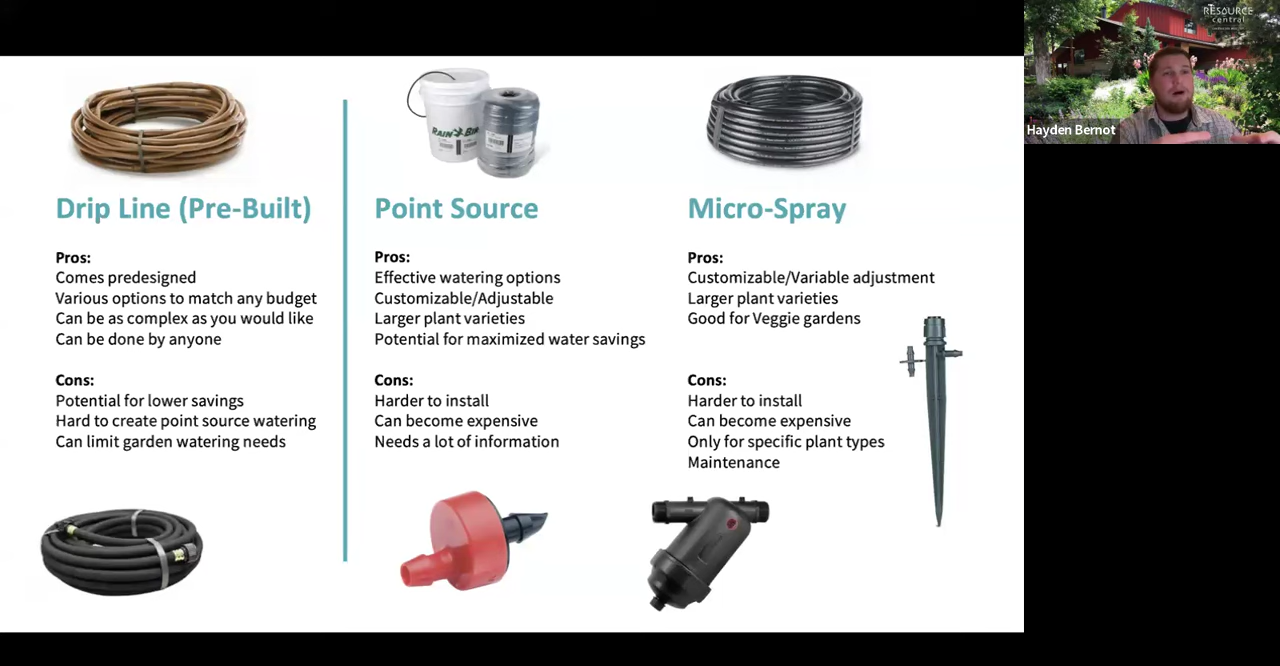 Drip Line (Pre-Built)
Pros:
Comes predesigned
Various options to match any budget
Can be as complex as you would like
Can be done by anyone
Cons:
Potential for lower savings
Hard to create point source watering
Can limit garden watering needs
RAIN BIRD
Point Source
Pros:
Effective watering options
Customizable/Adjustable
Larger plant varieties
Potential for maximized water savings
Cons:
Harder to install
Can become expensive
Needs a lot of information
Micro-Spray
Pros:
Customizable/Variable adjustment
Larger plant varieties
Good for Veggie gardens
Cons:
Harder to install
Can become expensive
Only for specific plant types
Maintenance
RESOURCE
central
Hayden Bernot